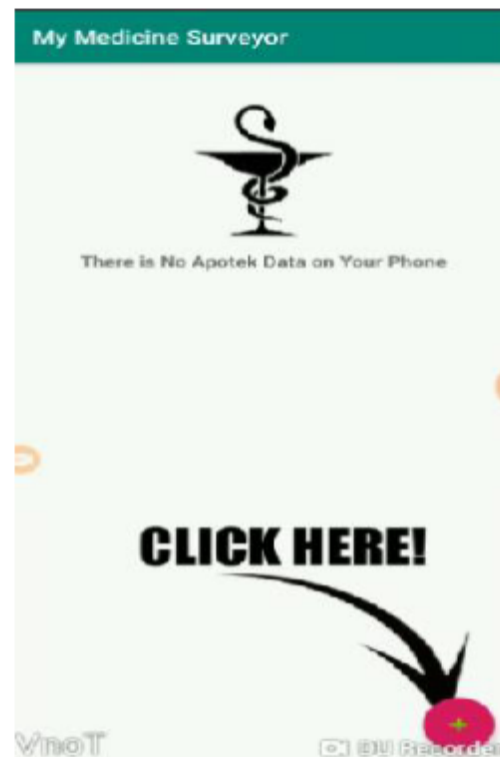 My Medicine Surveyor
There is No Apotek Data on Your Phone
CLICK HERE!
+
VnoT
DU Recorder